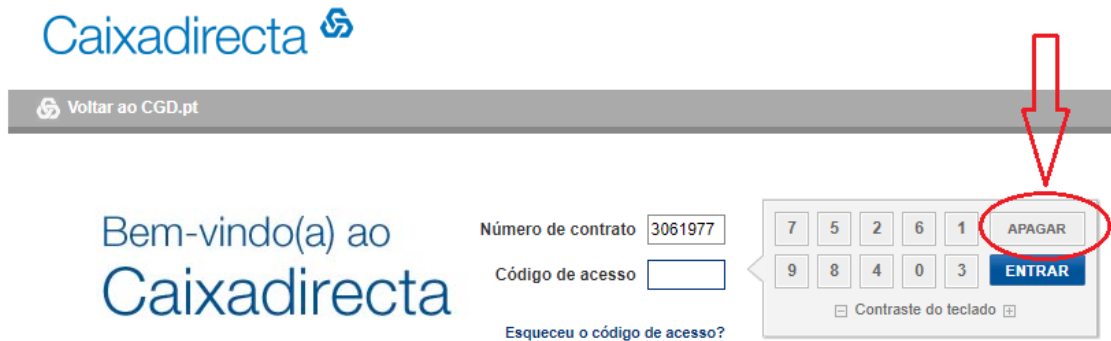 Caixadirecta
Voltar ao CGD.pt
Bem-vindo(a) ao
Caixadirecta
Número de contrato 3061977
Código de acesso
Esqueceu o código de acesso?
7 5 2 6 1 APAGAR
9 8 4 0 3 ENTRAR
Contraste do teclado